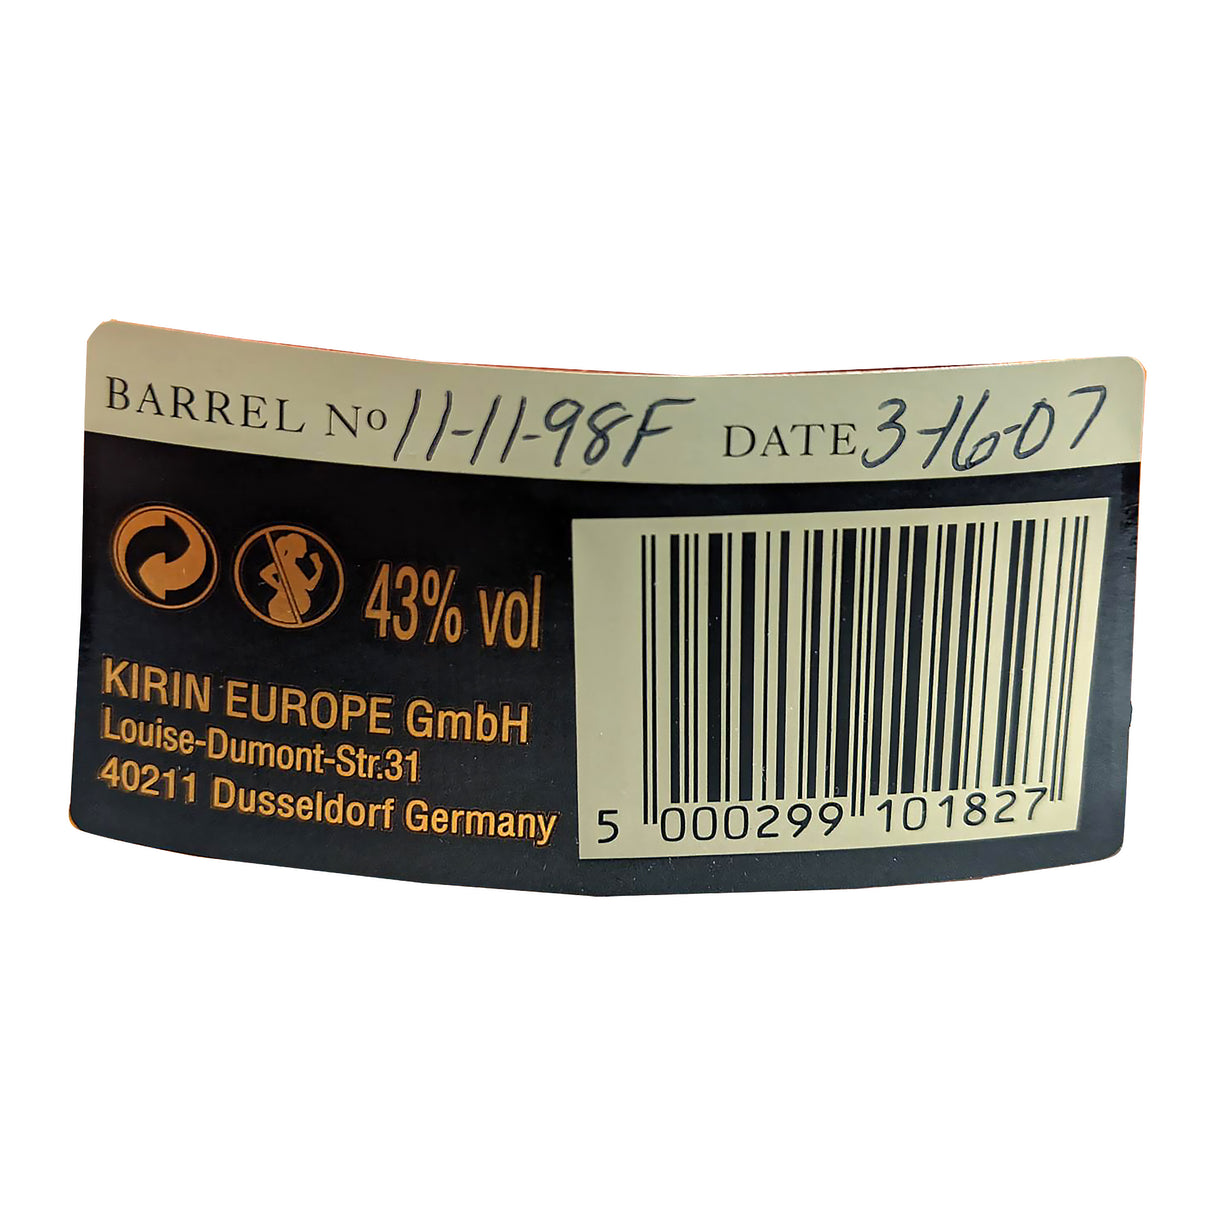 BARREL No 11-11-98F DATE 3-16-07
43% vol
KIRIN EUROPE GmbH
Louise-Dumont-Str.31
40211 Dusseldorf Germany
5 000299 101827